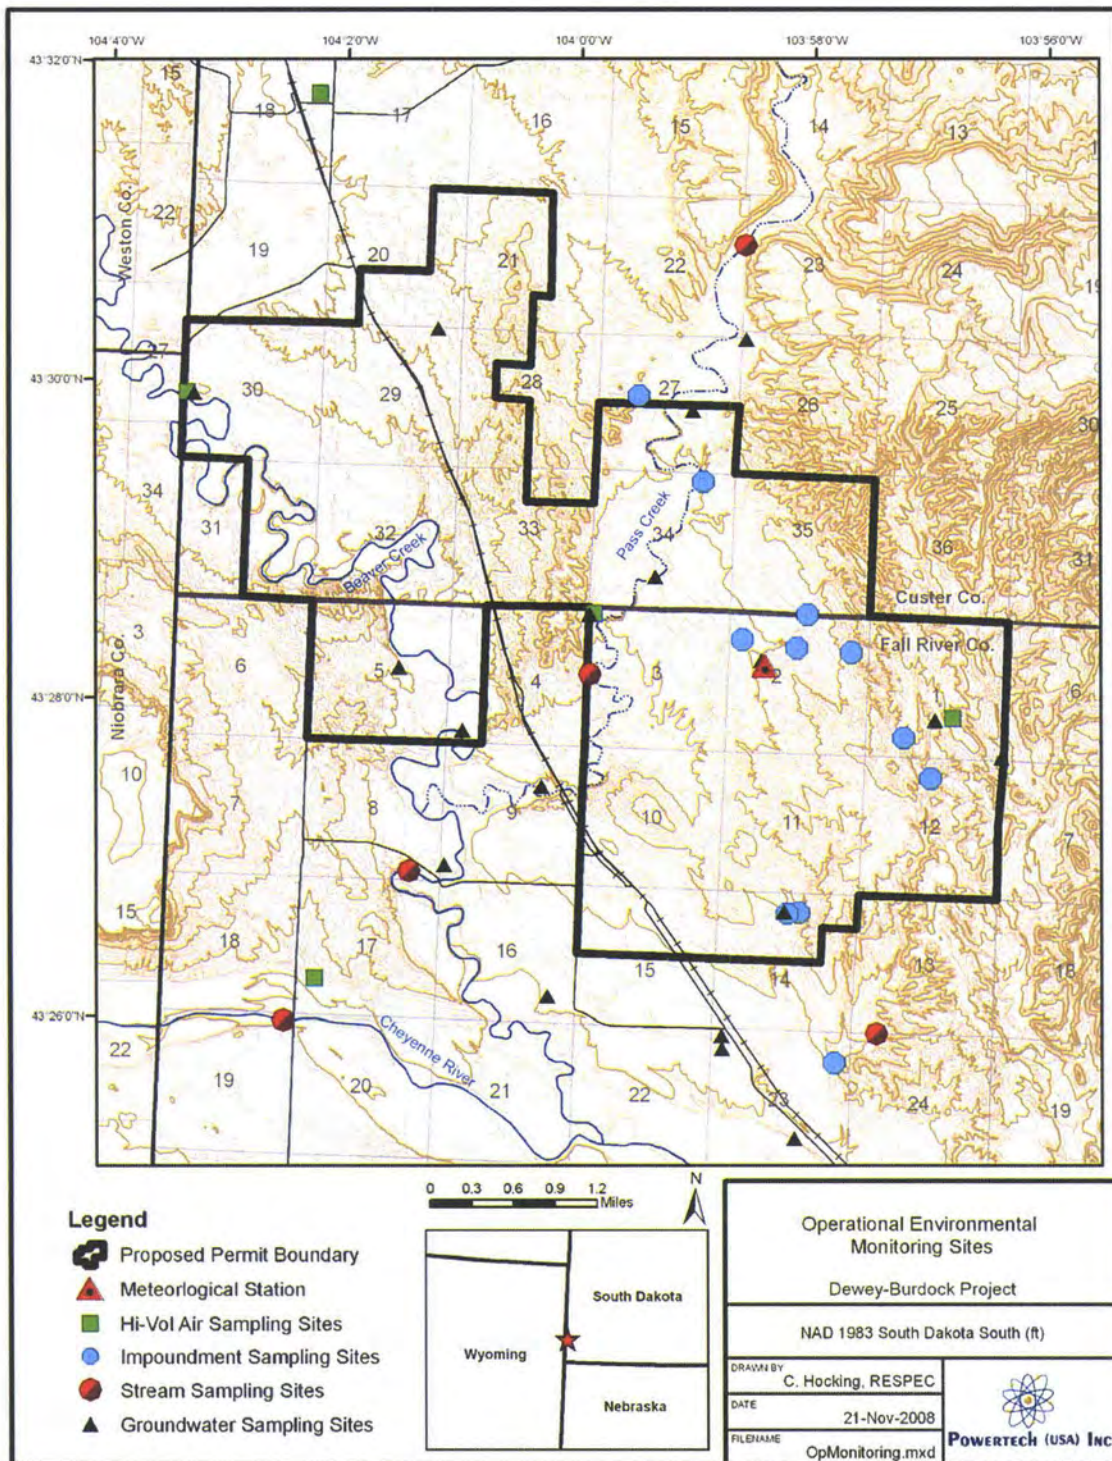 104°4'0"W 104°2'0"W 104°0'0"W 103°58'0"W 103°56'0"W
43°32'0"N
15 18 17 16 15 14 13
22
Weston Co.
19 20 21 22 23 24 19
27
43°30'0"N
30 29 28 27 26 25 30
34 31 32 33 34 35 36 31
Beaver Creek
Pass Creek
Custer Co.
Fall River Co.
3 6 5 4 3 2 1 6
43°28'0"N
Niobrara Co.
10 7 8 9 10 11 12 7
15 18 17 16 15 14 13 18
43°26'0"N
Cheyenne River
22 19 20 21 22 23 24 19
0 0.3 0.6 0.9 1.2
Miles
N
Legend
Proposed Permit Boundary
Meteorlogical Station
Hi-Vol Air Sampling Sites
Impoundment Sampling Sites
Stream Sampling Sites
Groundwater Sampling Sites
South Dakota
Wyoming
Nebraska
Operational Environmental
Monitoring Sites
Dewey-Burdock Project
NAD 1983 South Dakota South (ft)
DRAWN BY
C. Hocking, RESPEC
DATE
21-Nov-2008
FILENAME
OpMonitoring.mxd
POWERTECH (USA) INC